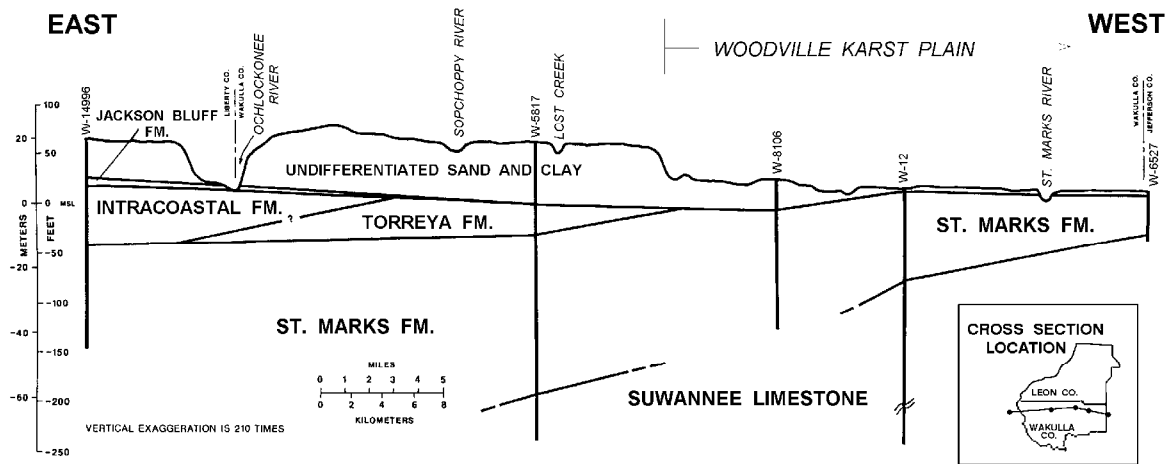 EAST
WEST
WOODVILLE KARST PLAIN
W-14996
JACKSON BLUFF
FM.
LIBERTY CO.
WAKULLA CO.
OCHLOCKONEE
RIVER
SOPCHOPPY RIVER
W-5817
LOST CREEK
W-8106
W-12
ST. MARKS RIVER
WAKULLA CO.
JEFFERSON CO.
W-6527
100
20
50
0
0
MSL
-50
-20
-100
-40
-150
-60
-200
-250
METERS
FEET
UNDIFFERENTIATED SAND AND CLAY
INTRACOASTAL FM.
?
TORREYA FM.
ST. MARKS FM.
ST. MARKS FM.
SUWANNEE LIMESTONE
MILES
0 1 2 3 4 5
0 2 4 6 8
KILOMETERS
VERTICAL EXAGGERATION IS 210 TIMES
CROSS SECTION
LOCATION
LEON CO.
WAKULLA
CO.